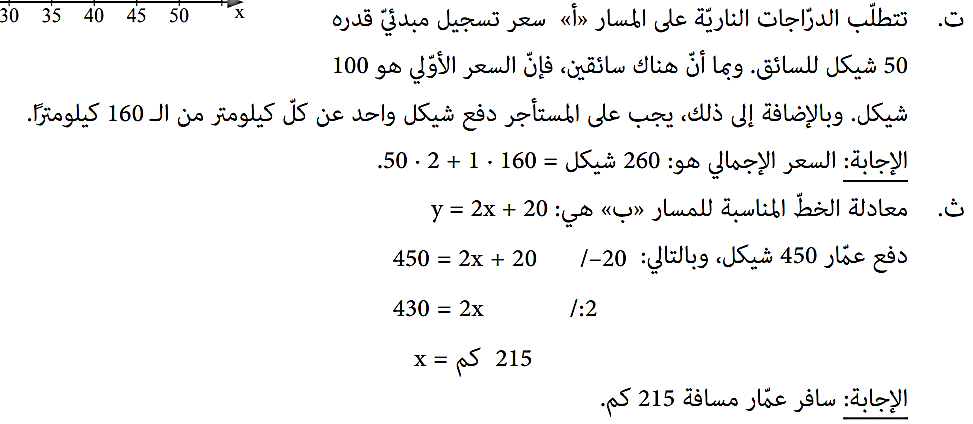 30 35 40 45 50 x
ت. تتطلّب الدرّاجات الناريّة على المسار «أ» سعر تسجيل مبدئيّ قدره
50 شيكل للسائق. وبما أنّ هناك سائقين، فإنّ السعر الأوّلي هو 100
شيكل. وبالإضافة إلى ذلك، يجب على المستأجر دفع شيكل واحد عن كلّ كيلومتر من الـ 160 كيلومترًا.
الإجابة: السعر الإجمالي هو: 260 شيكل = 160 · 1 + 2 · 50.
ث. معادلة الخطّ المناسبة للمسار «ب» هي: y = 2x + 20
دفع عمّار 450 شيكل، وبالتالي: 450 = 2x + 20 /–20
430 = 2x /:2
x = كم 215
الإجابة: سافر عمّار مسافة 215 كم.